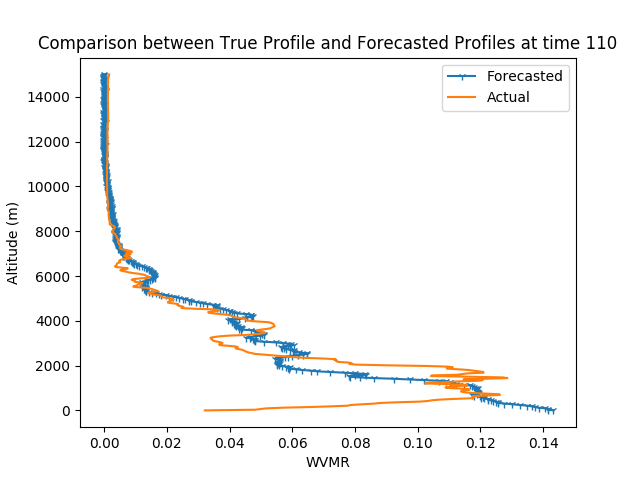 Comparison between True Profile and Forecasted Profiles at time 110
Forecasted
Actual
14000
12000
10000
8000
6000
4000
2000
0
Altitude (m)
0.00 0.02 0.04 0.06 0.08 0.10 0.12 0.14
WVMR